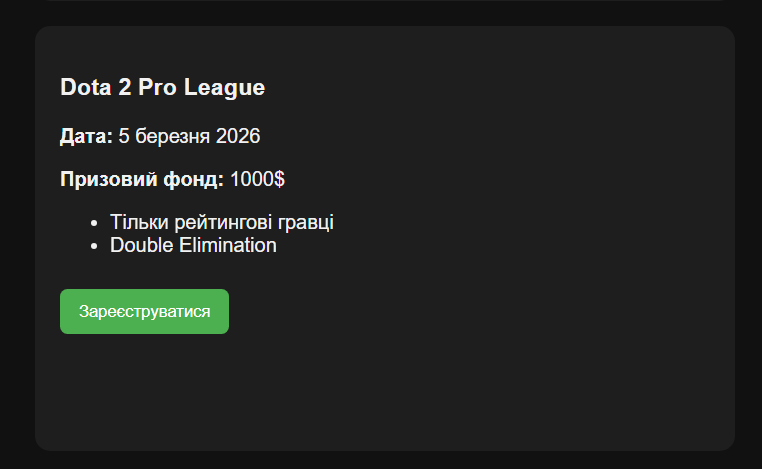 Dota 2 Pro League
Дата: 5 березня 2026
Призовий фонд: 1000$
Тільки рейтингові гравці
Double Elimination
Зареєструватися